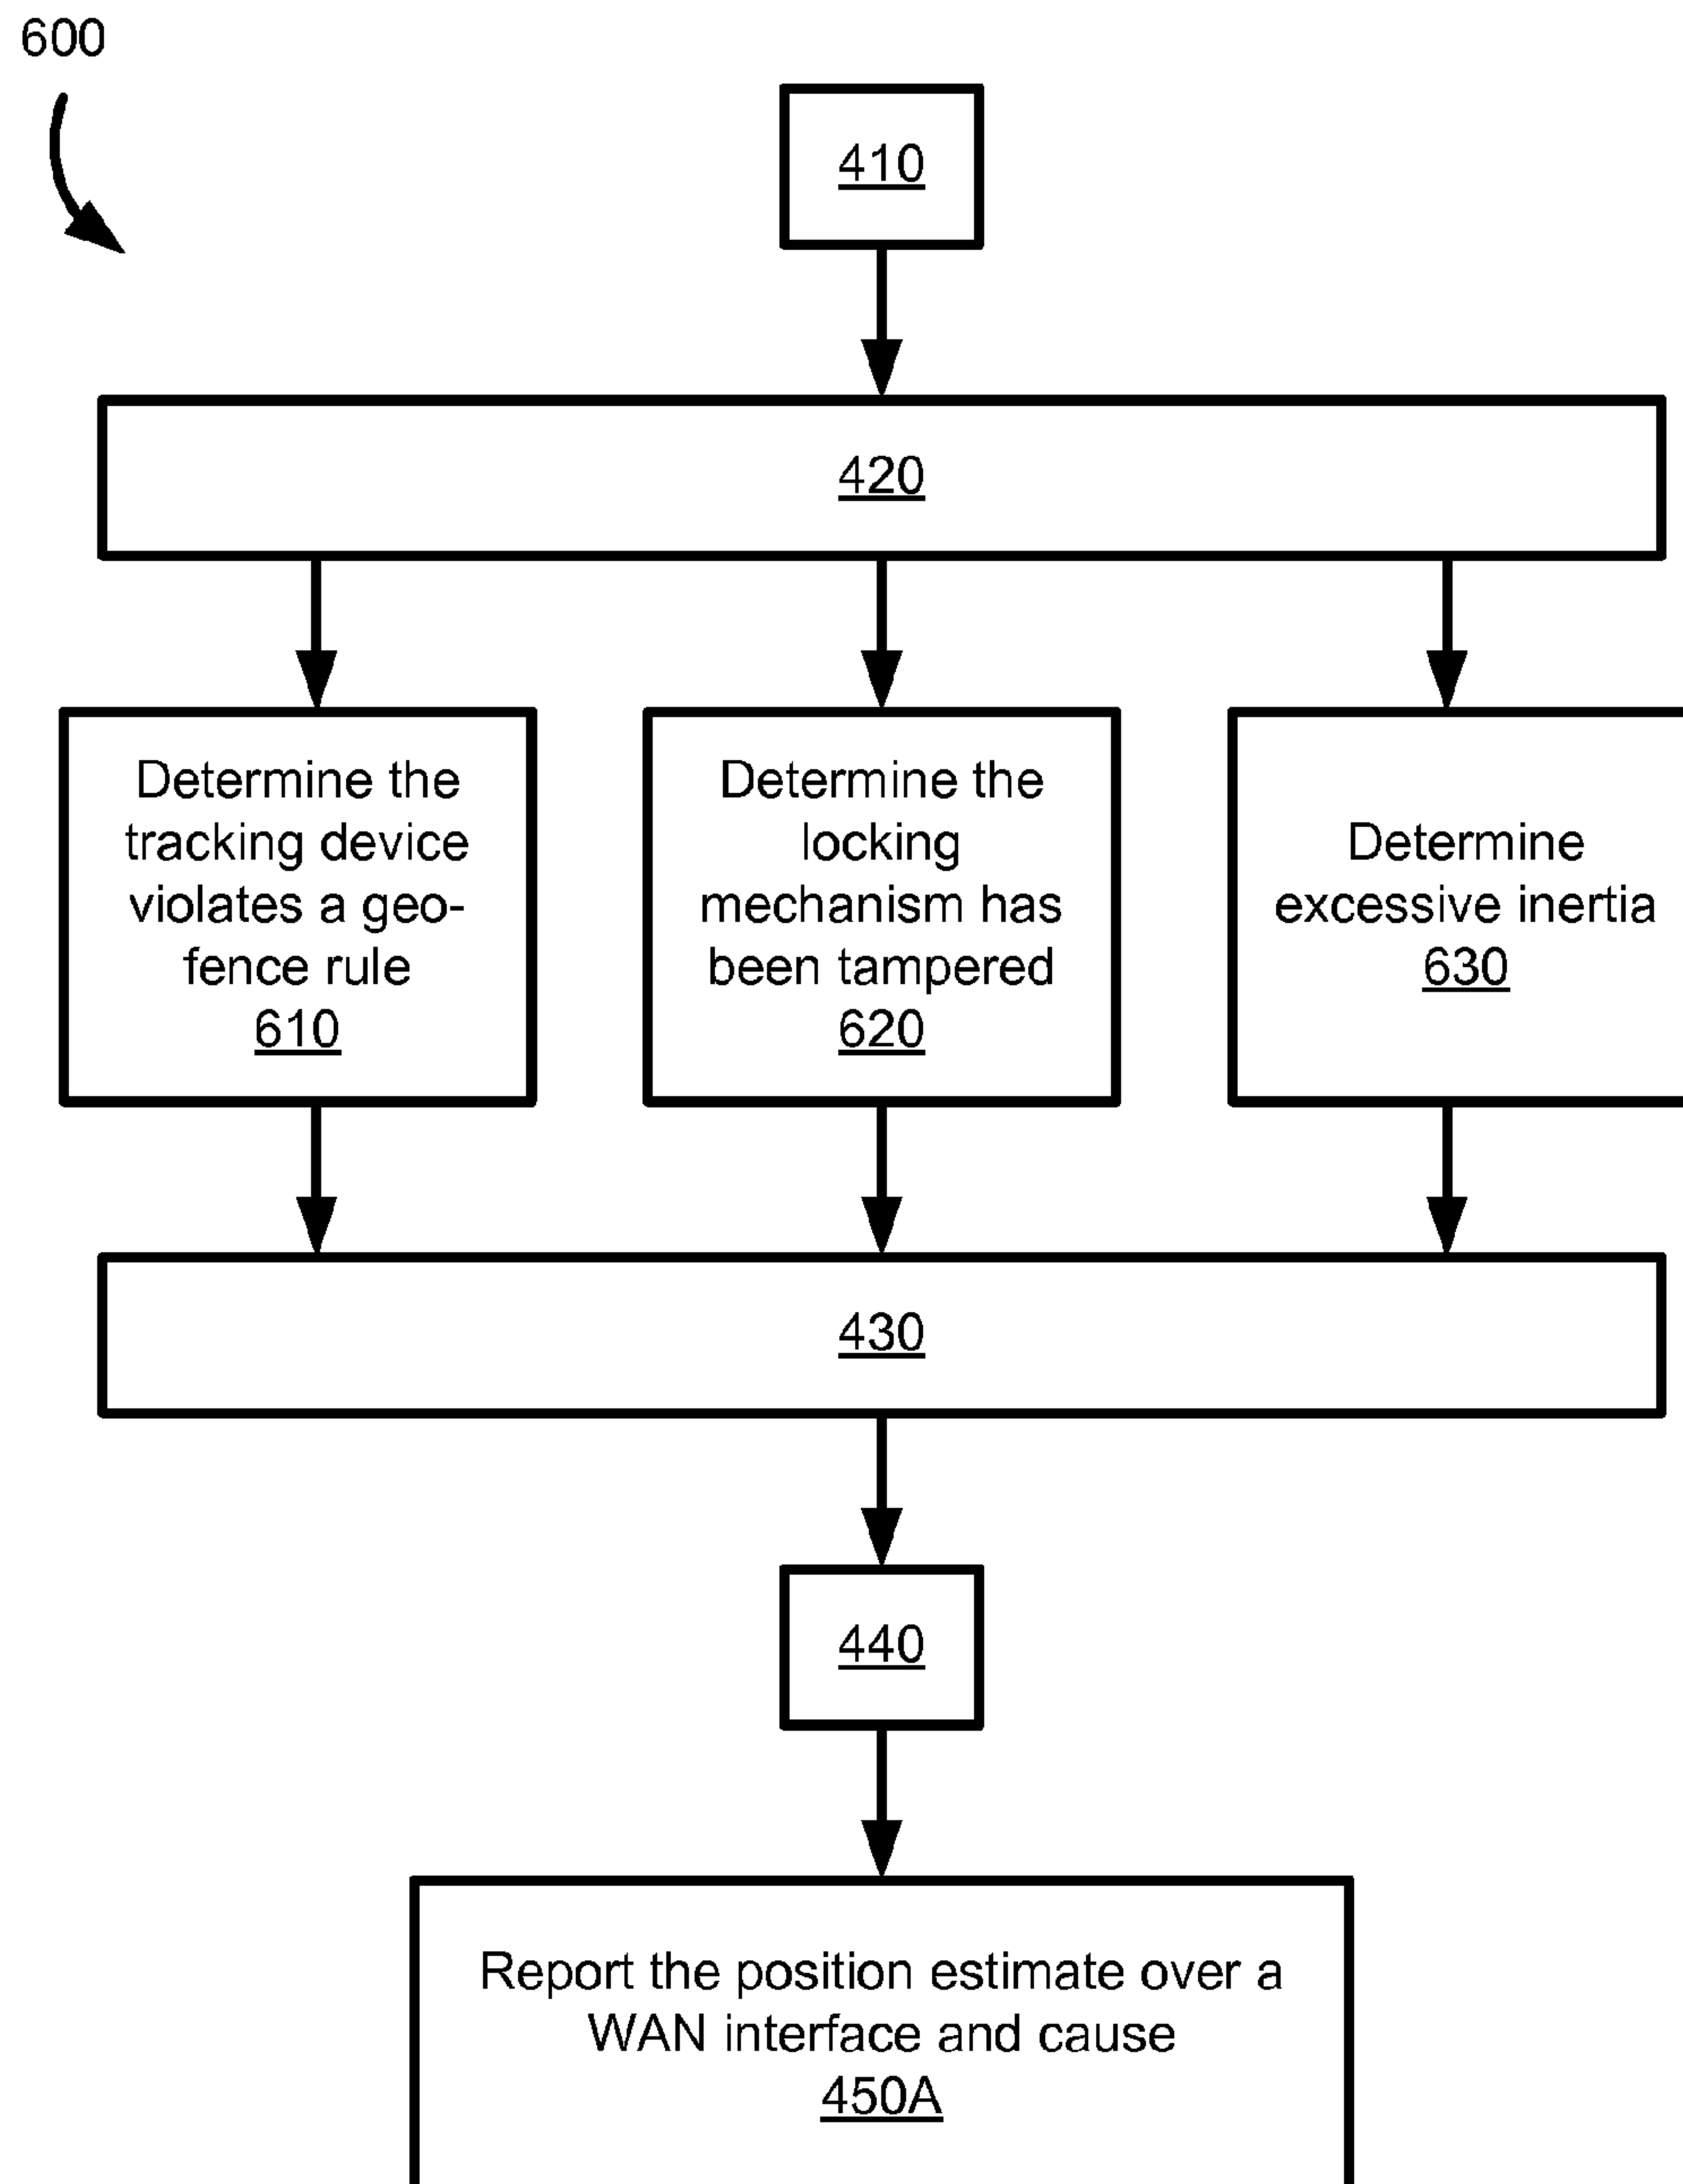 600
410
420
Determine the
tracking device
violates a geo-
fence rule
610
Determine the
locking
mechanism has
been tampered
620
Determine
excessive inertia
630
430
440
Report the position estimate over a
WAN interface and cause
450A